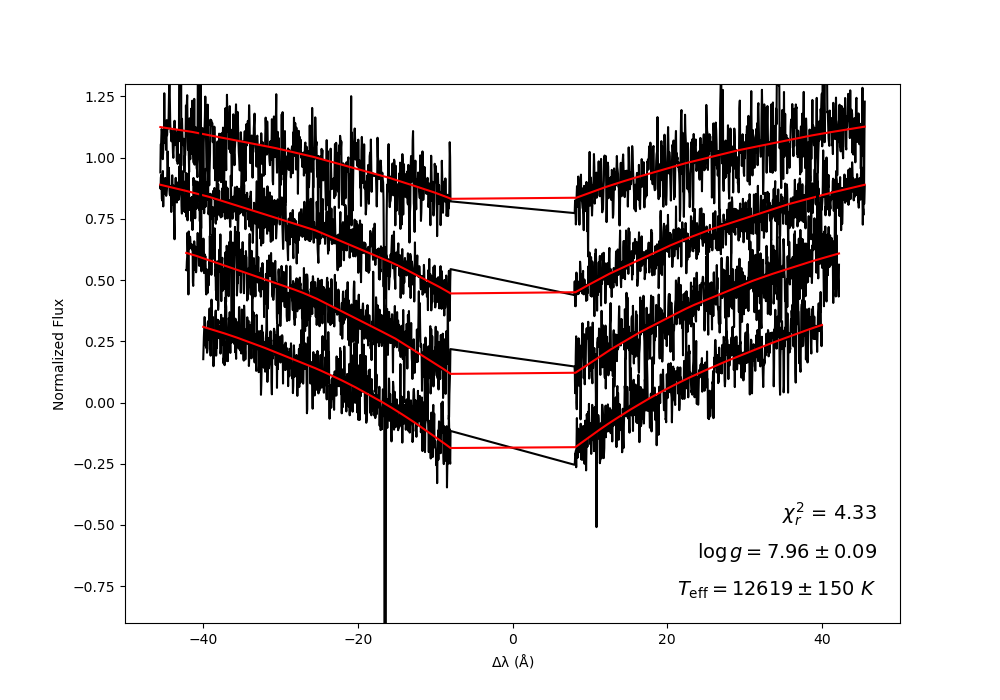 1.25
1.00
0.75
0.50
0.25
0.00
−0.25
−0.50
−0.75
Normalized Flux
χ²ᵣ = 4.33
log g = 7.96 ± 0.09
T_eff = 12619 ± 150 K
−40 −20 0 20 40
Δλ (Å)